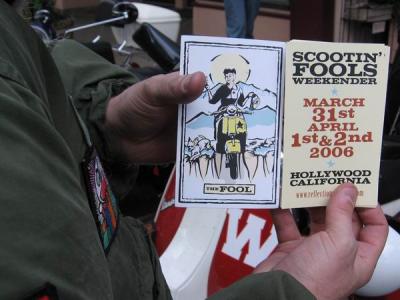 THE FOOL
SCOOTIN'
FOOLS
WEEKENDER
MARCH
31st
APRIL
1st & 2nd
2006
HOLLYWOOD
CALIFORNIA
W